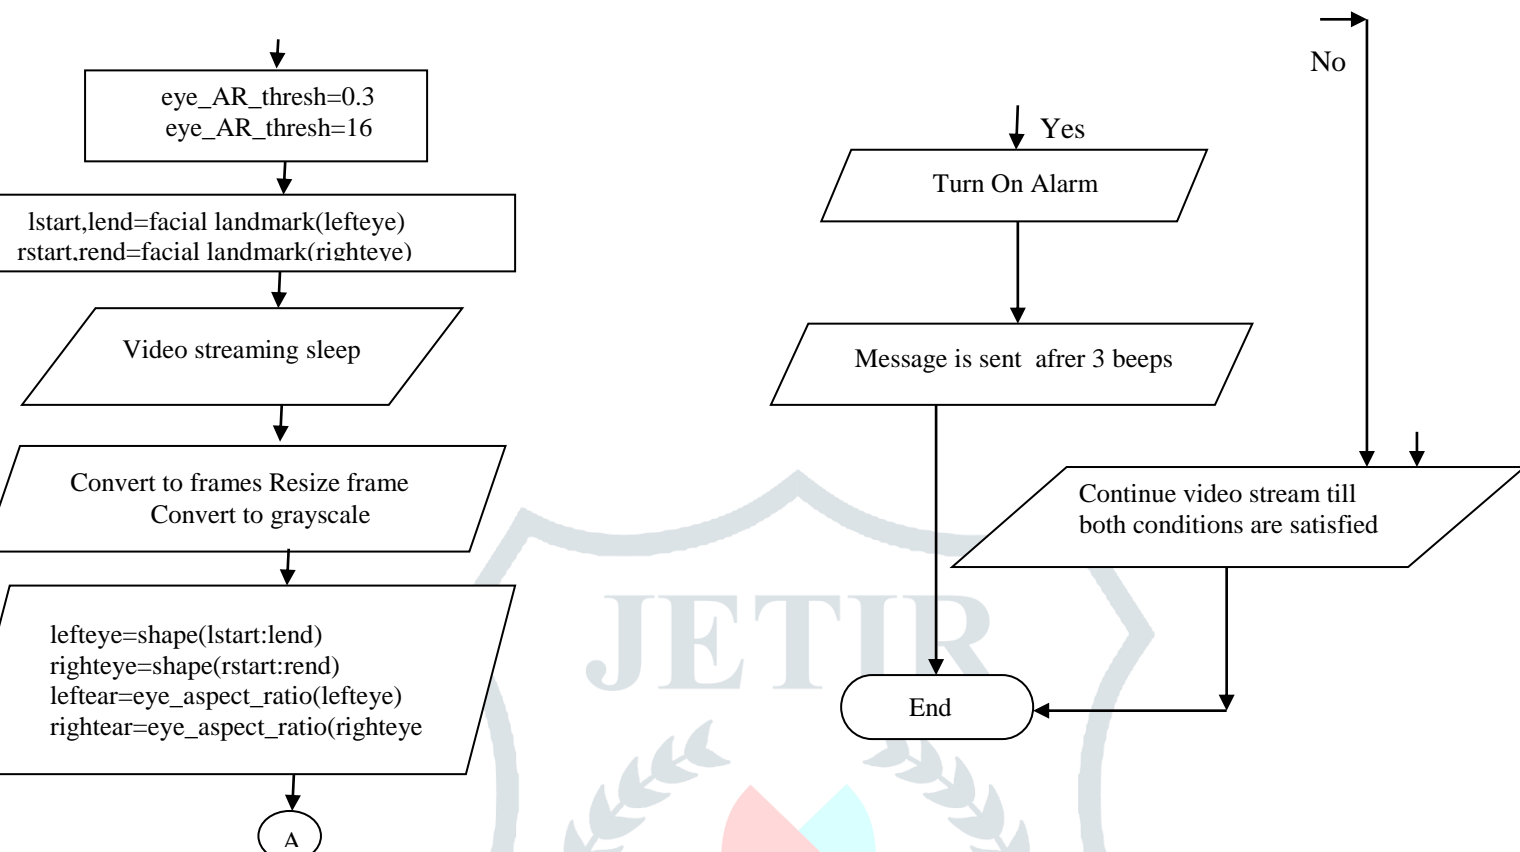 eye_AR_thresh=0.3
eye_AR_thresh=16
lstart,lend=facial landmark(lefteye)
rstart,rend=facial landmark(righteye)
Video streaming sleep
Convert to frames Resize frame
Convert to grayscale
lefteye=shape(lstart:lend)
righteye=shape(rstart:rend)
leftear=eye_aspect_ratio(lefteye)
rightear=eye_aspect_ratio(righteye
A
No
Yes
Turn On Alarm
Message is sent afrer 3 beeps
Continue video stream till
both conditions are satisfied
End
JETIR